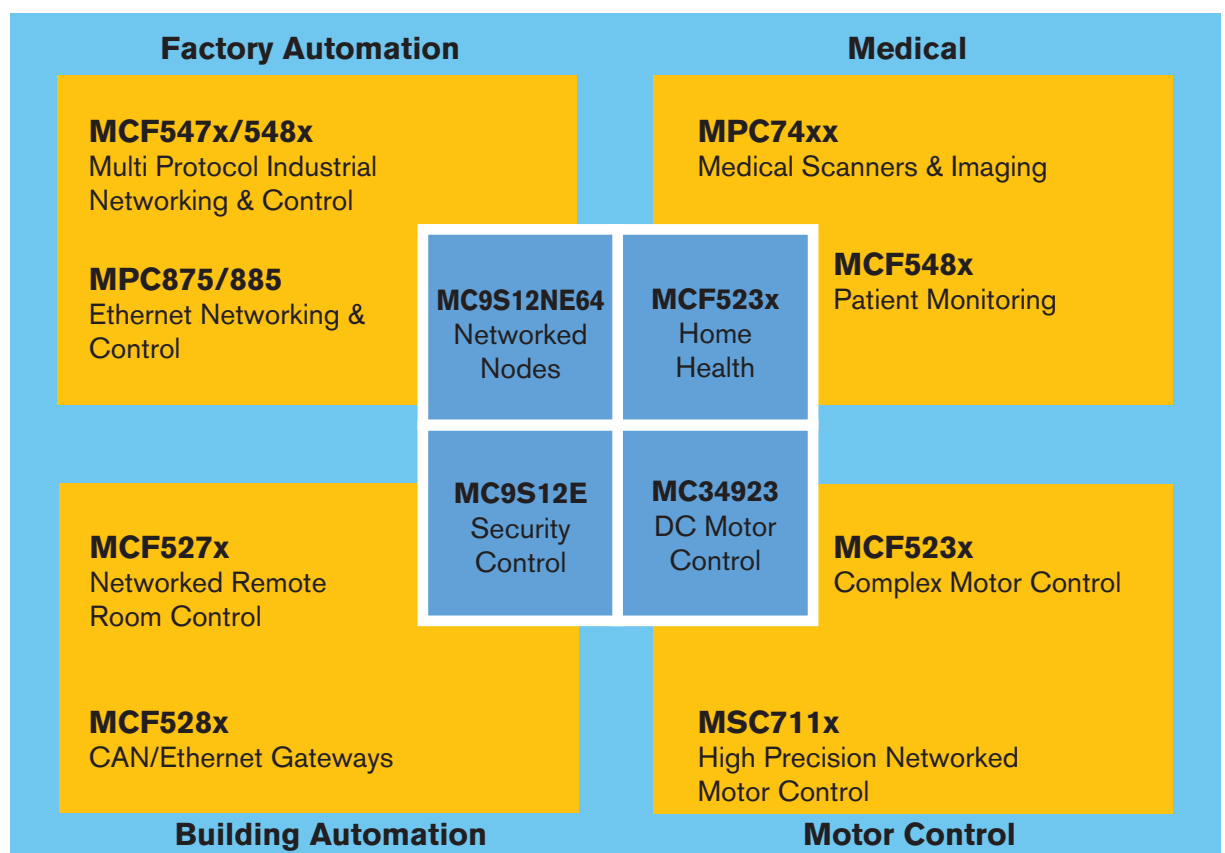 Factory Automation
MCF547x/548x
Multi Protocol Industrial
Networking & Control
MPC875/885
Ethernet Networking &
Control
Medical
MPC74xx
Medical Scanners & Imaging
MCF548x
Patient Monitoring
MC9S12NE64
Networked
Nodes
MCF523x
Home
Health
MC9S12E
Security
Control
MC34923
DC Motor
Control
MCF527x
Networked Remote
Room Control
MCF528x
CAN/Ethernet Gateways
Building Automation
MCF523x
Complex Motor Control
MSC711x
High Precision Networked
Motor Control
Motor Control